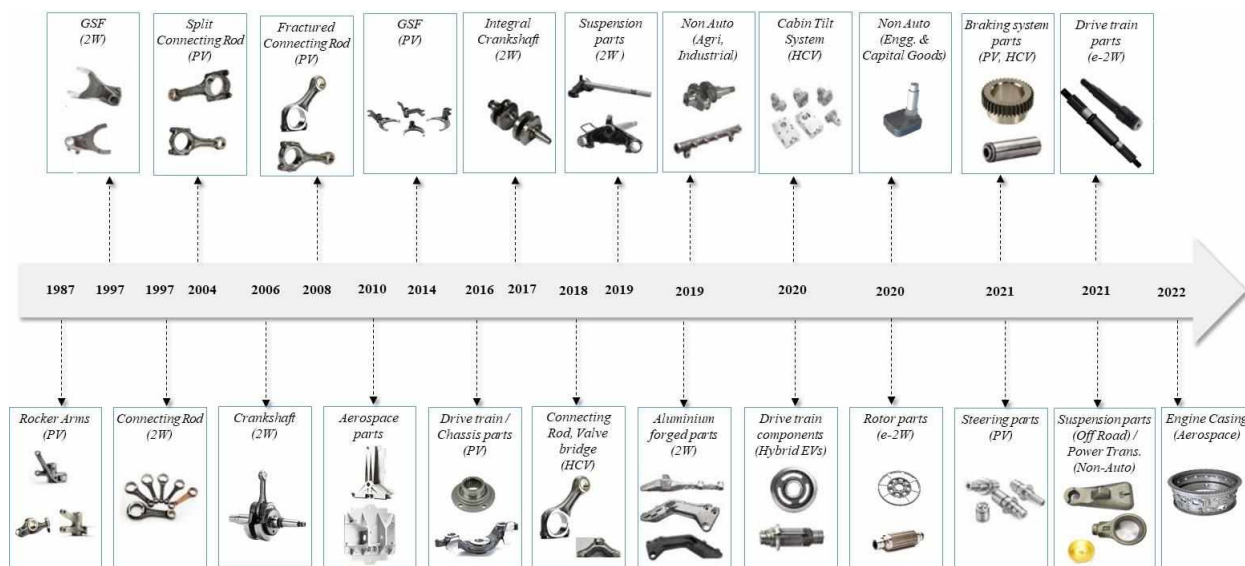 GSF
(2W)
Split
Connecting Rod
(PV)
Fractured
Connecting Rod
(PV)
GSF
(PV)
Integral
Crankshaft
(2W)
Suspension
parts
(2W )
Non Auto
(Agri,
Industrial)
Cabin Tilt
System
(HCV)
Non Auto
(Engg. &
Capital Goods)
Braking system
parts
(PV, HCV)
Drive train
parts
(e-2W)
1987 1997 1997 2004 2006 2008 2010 2014 2016 2017 2018 2019 2019 2020 2020 2021 2021 2022
Rocker Arms
(PV)
Connecting Rod
(2W)
Crankshaft
(2W)
Aerospace
parts
Drive train /
Chassis parts
(PV)
Connecting
Rod, Valve
bridge
(HCV)
Aluminium
forged parts
(2W)
Drive train
components
(Hybrid EVs)
Rotor parts
(e-2W)
Steering parts
(PV)
Suspension parts
(Off Road) /
Power Trans.
(Non-Auto)
Engine Casing
(Aerospace)